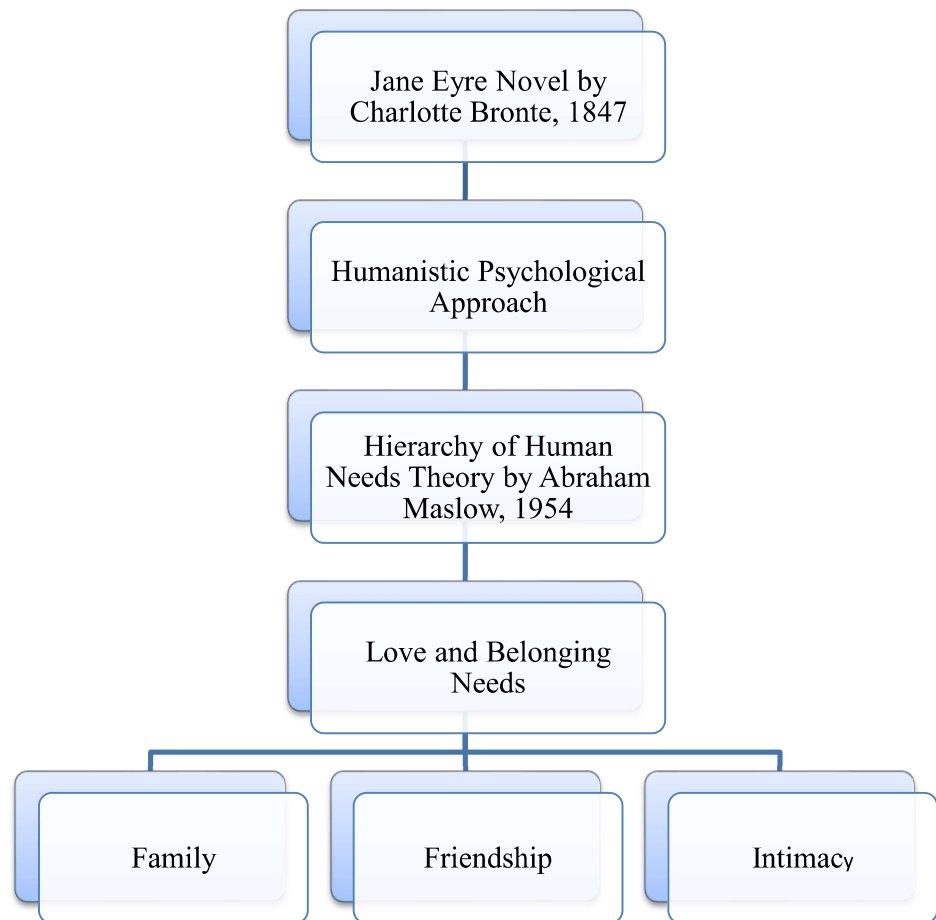 Jane Eyre Novel by
Charlotte Bronte, 1847
Humanistic Psychological
Approach
Hierarchy of Human
Needs Theory by Abraham
Maslow, 1954
Love and Belonging
Needs
Family
Friendship
Intimacy